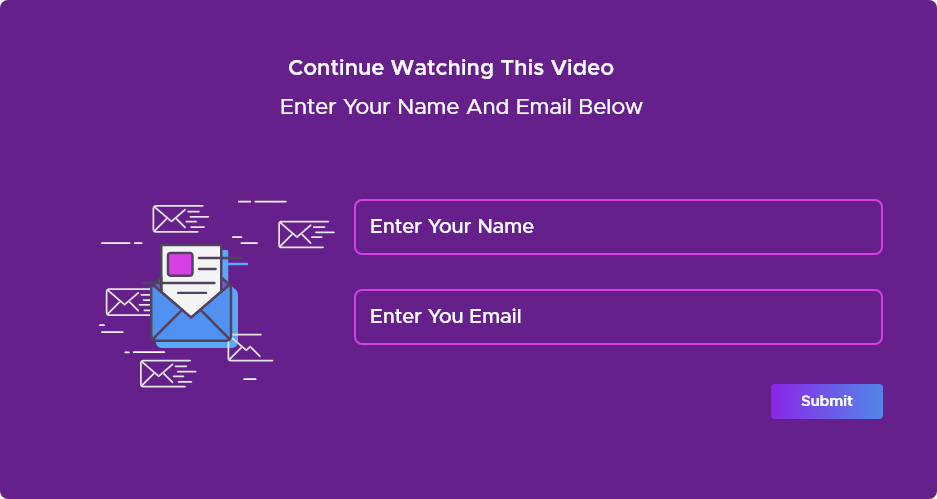 Continue Watching This Video
Enter Your Name And Email Below
Enter Your Name
Enter You Email
Submit